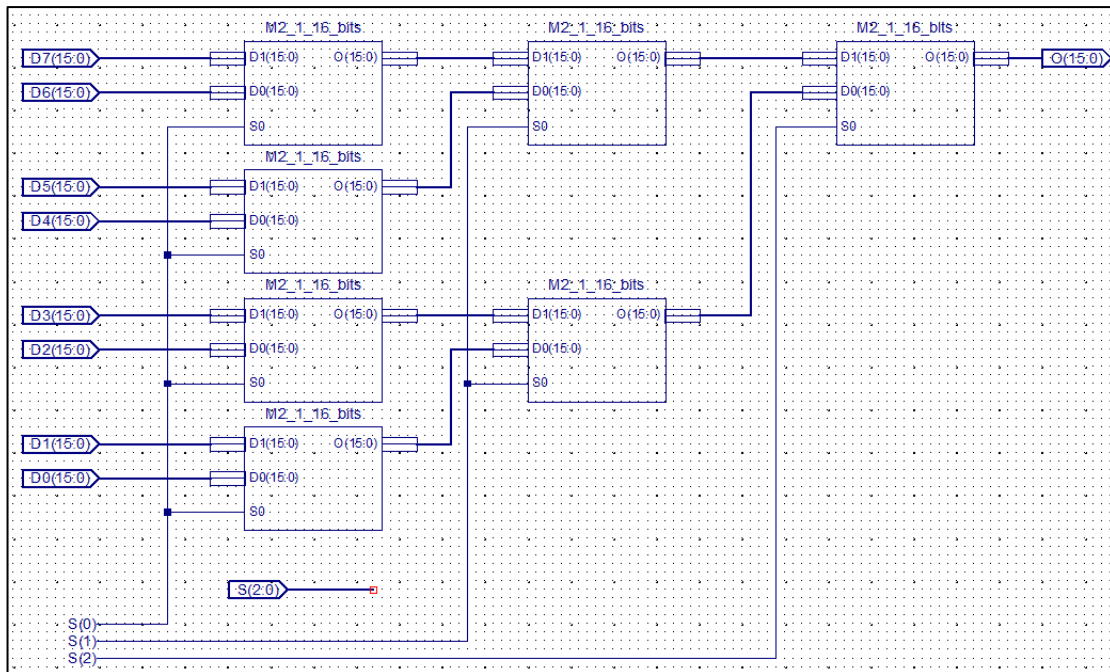 M2_1_16_bits M2_1_16_bits M2_1_16_bits
D7(15:0) D1(15:0) O(15:0) D1(15:0) O(15:0) D1(15:0) O(15:0) O(15:0)
D6(15:0) D0(15:0) D0(15:0) D0(15:0)
S0 S0 S0
M2_1_16_bits
D5(15:0) D1(15:0) O(15:0)
D4(15:0) D0(15:0)
S0
M2_1_16_bits M2_1_16_bits
D3(15:0) D1(15:0) O(15:0) D1(15:0) O(15:0)
D2(15:0) D0(15:0) D0(15:0)
S0 S0
M2_1_16_bits
D1(15:0) D1(15:0) O(15:0)
D0(15:0) D0(15:0)
S0
S(2:0)
S(0)
S(1)
S(2)